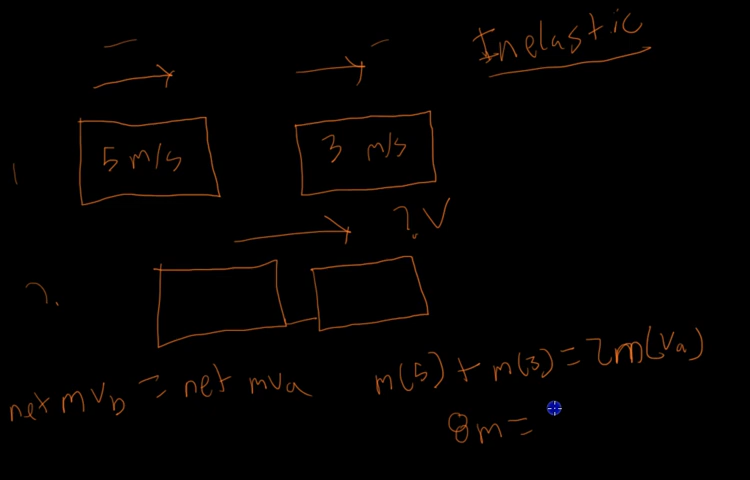 Inelastic
5 m/s
3 m/s
1
?V
2.
net mv_b = net mv_a
m(5) + m(3) = 2m(v_a)
8m =